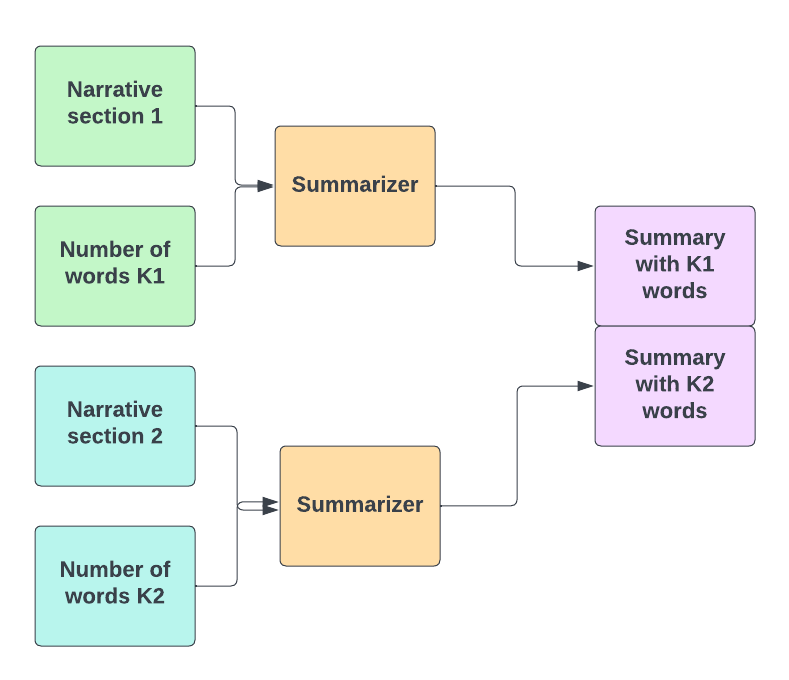 Narrative
section 1
Number of
words K1
Summarizer
Summary
with K1
words
Narrative
section 2
Number of
words K2
Summarizer
Summary
with K2
words